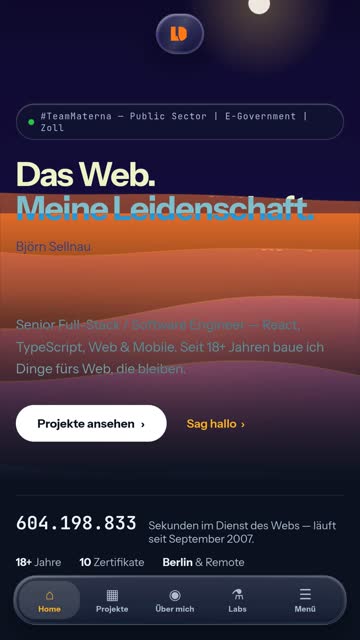 #TeamMaterna — Public Sector | E-Government |
Zoll
Das Web.
Meine Leidenschaft.
Björn Sellnau
Senior Full-Stack / Software Engineer — React,
TypeScript, Web & Mobile. Seit 18+ Jahren baue ich
Dinge fürs Web, die bleiben.
Projekte ansehen ›
Sag hallo ›
604.198.833
Sekunden im Dienst des Webs — läuft
seit September 2007.
18+ Jahre 10 Zertifikate Berlin & Remote
Home Projekte Über mich Labs Menü